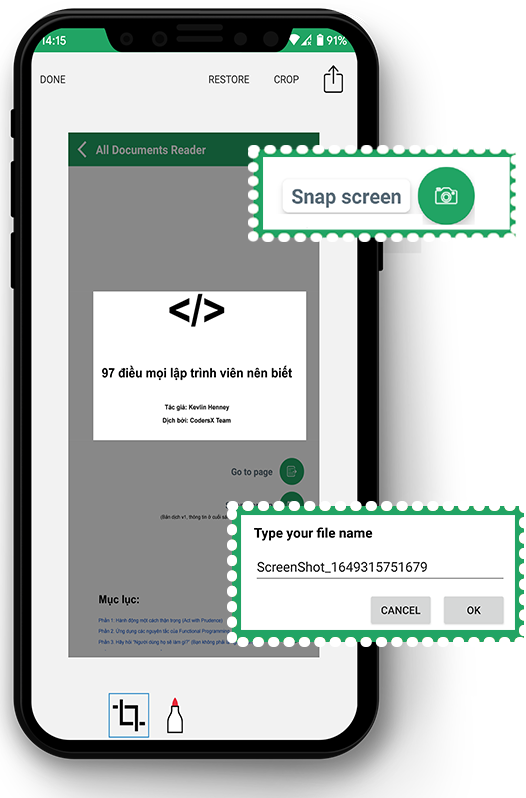 14:15
91%
DONE
RESTORE
CROP
All Documents Reader
Snap screen
</>
97 điều mọi lập trình viên nên biết
Tác giả: Kevlin Henney
Dịch bởi: CodersX Team
Go to page
(Bản dịch v1, thông tin ở cuối
Type your file name
ScreenShot_1649315751679
CANCEL
OK
Mục lục:
Phần 1: Hành động một cách thận trọng (Act with Prudence)
Phần 2: Ứng dụng các nguyên tắc của Functional Programming
Phần 3: Hãy hỏi "Người dùng họ sẽ làm gì?" (Bạn không phải